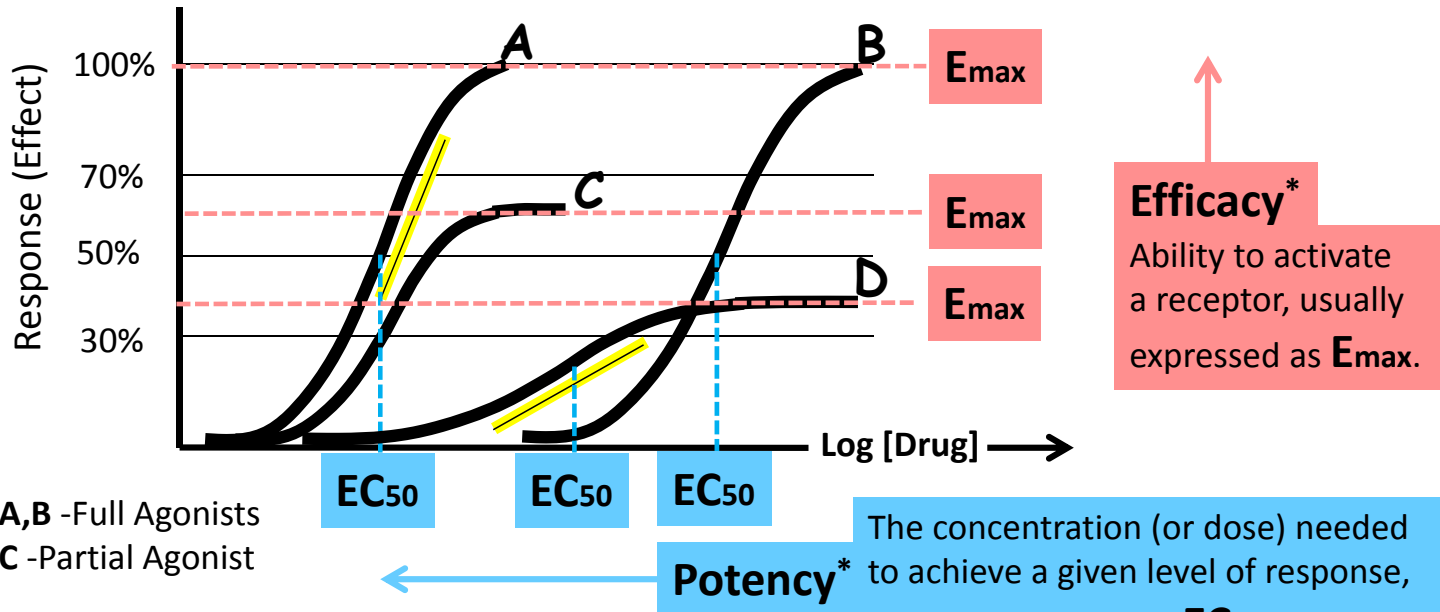 A
B
100%
Emax
Response (Effect)
70%
C
Emax
Efficacy*
50%
Ability to activate
a receptor, usually
expressed as Emax.
D
Emax
30%
Log [Drug]
EC50
EC50
EC50
A,B -Full Agonists
C -Partial Agonist
The concentration (or dose) needed
Potency* to achieve a given level of response,